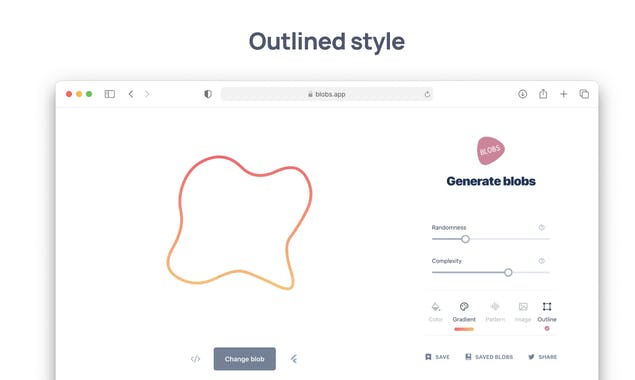 Outlined style
blobs.app
BLOBS
Generate blobs
Randomness
Complexity
Color Gradient Pattern Image Outline
Change blob
SAVE SAVED BLOBS SHARE